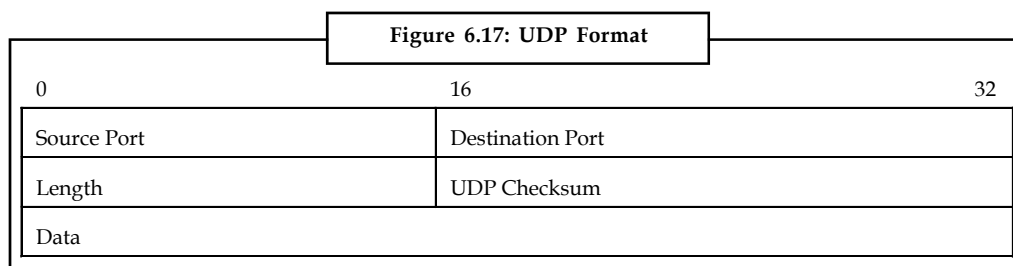 Figure 6.17: UDP Format
0 16 32
Source Port Destination Port
Length UDP Checksum
Data